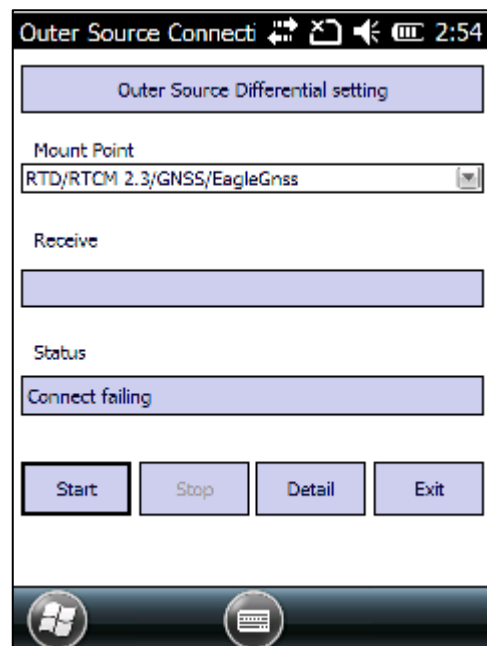 Outer Source Connecti 2:54
Outer Source Differential setting
Mount Point
RTD/RTCM 2.3/GNSS/EagleGnss
Receive
Status
Connect failing
Start Stop Detail Exit